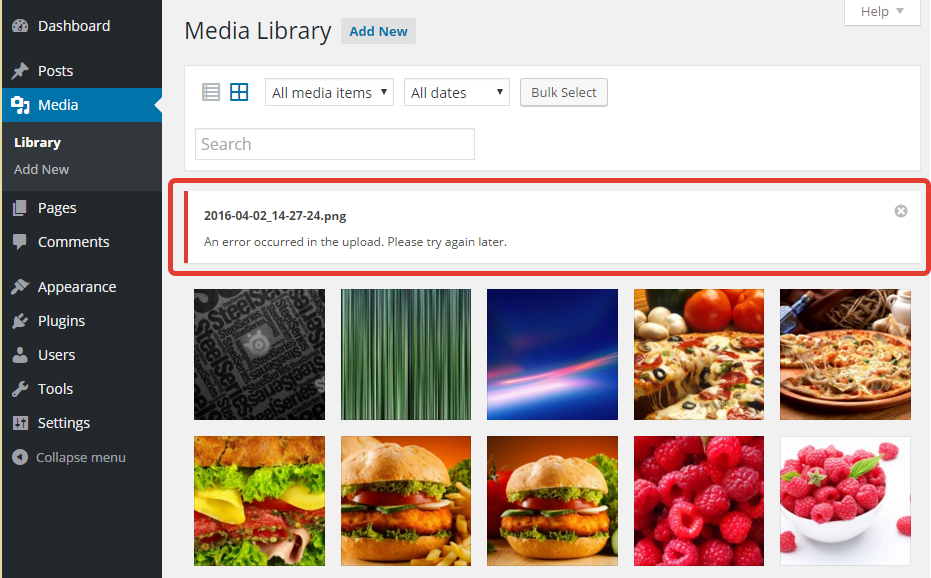 Dashboard
Posts
Media
Library
Add New
Pages
Comments
Appearance
Plugins
Users
Tools
Settings
Collapse menu
Help
Media Library Add New
All media items All dates Bulk Select
Search
2016-04-02_14-27-24.png
An error occurred in the upload. Please try again later.
SteelSeries